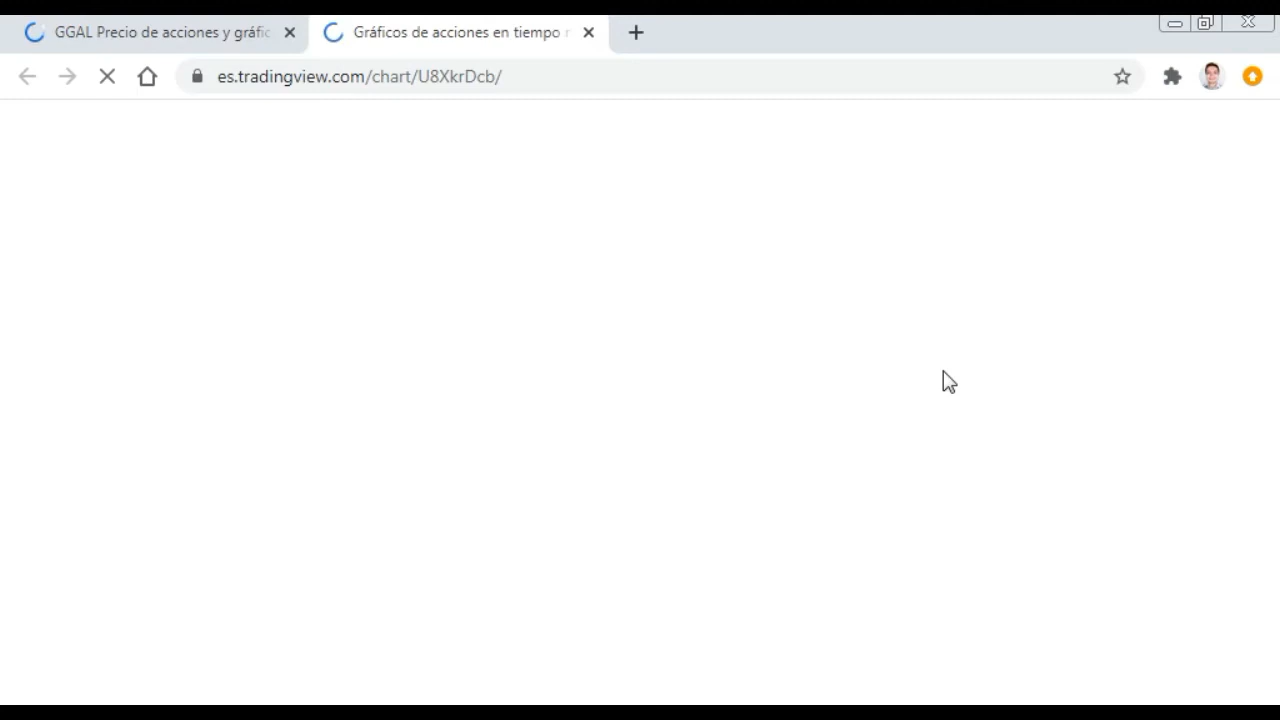 GGAL Precio de acciones y gráfic
Gráficos de acciones en tiempo r
es.tradingview.com/chart/U8XkrDcb/